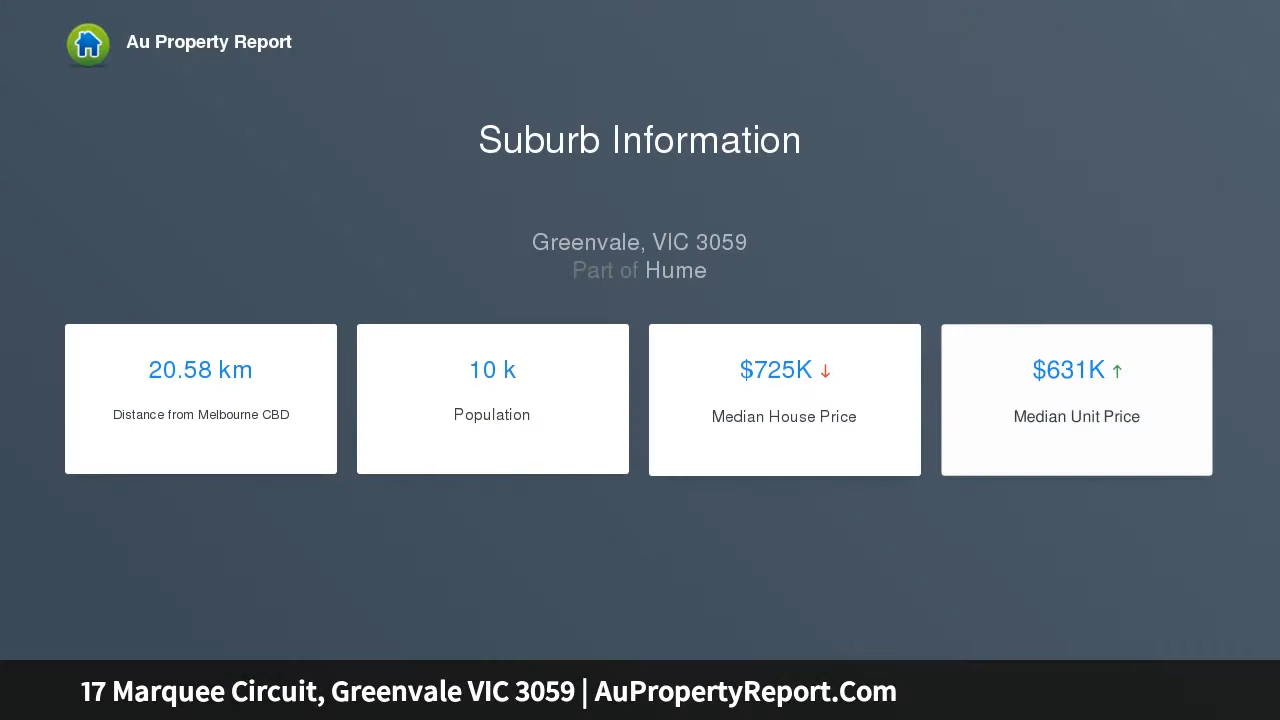 Au Property Report
Suburb Information
Greenvale, VIC 3059
Part of Hume
20.58 km
Distance from Melbourne CBD
10 k
Population
$725K ↓
Median House Price
$631K ↑
Median Unit Price
17 Marquee Circuit, Greenvale VIC 3059 | AuPropertyReport.Com